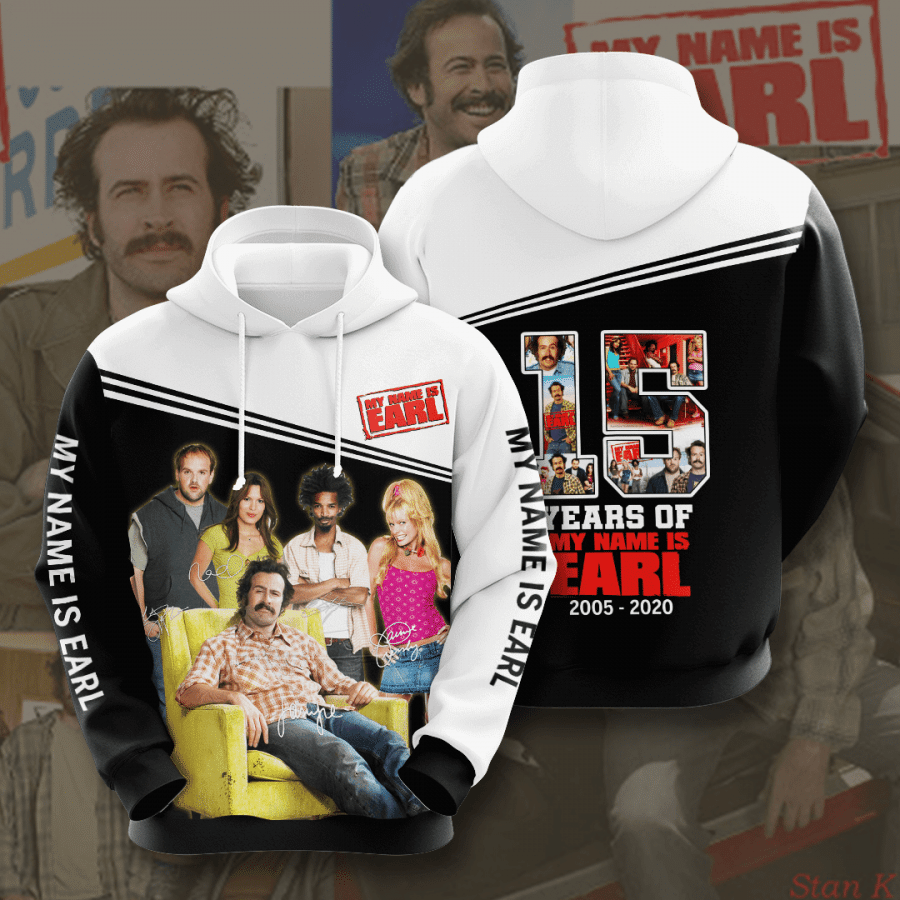 MY NAME IS
EARL
MY NAME IS
EARL
MY NAME IS EARL
MY NAME IS EARL
15
YEARS OF
MY NAME IS
EARL
2005 - 2020
Stan K